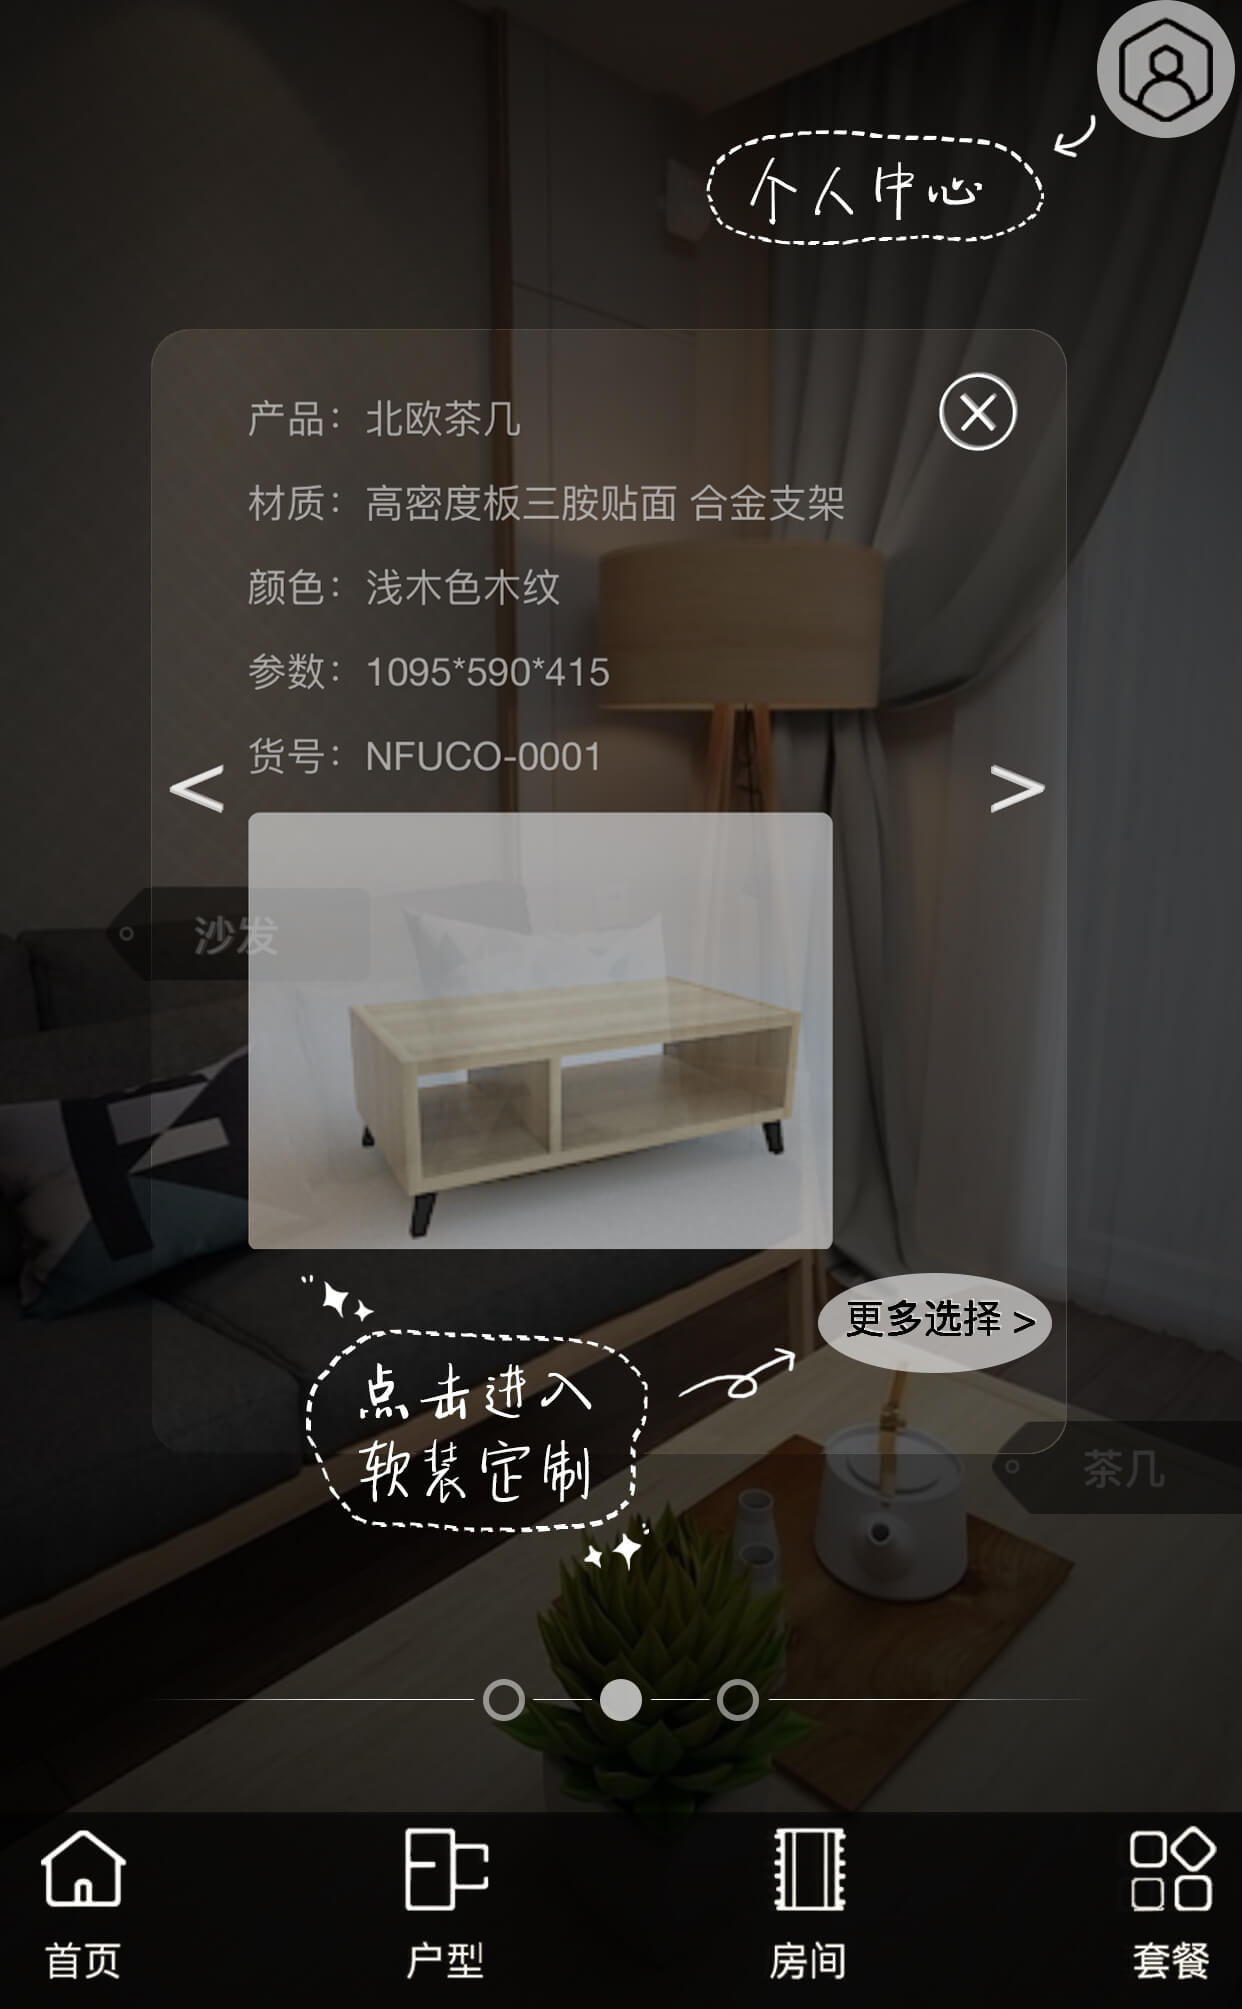 个人中心
产品：北欧茶几
材质：高密度板三胺贴面 合金支架
颜色：浅木色木纹
参数：1095*590*415
货号：NFUCO-0001
<
>
沙发
更多选择 >
点击进入
软装定制
茶几
首页
户型
房间
套餐